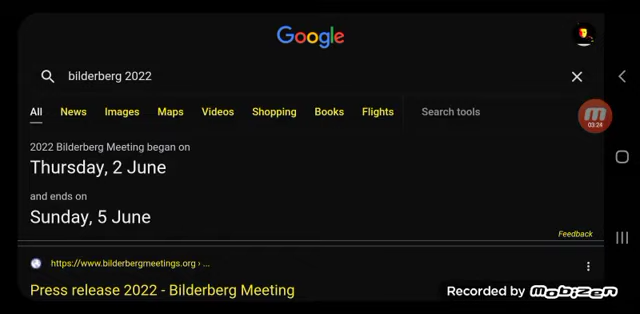 Google
bilderberg 2022
All News Images Maps Videos Shopping Books Flights Search tools
03:24
2022 Bilderberg Meeting began on
Thursday, 2 June
and ends on
Sunday, 5 June
Feedback
https://www.bilderbergmeetings.org › ...
Press release 2022 - Bilderberg Meeting
Recorded by Mobizen